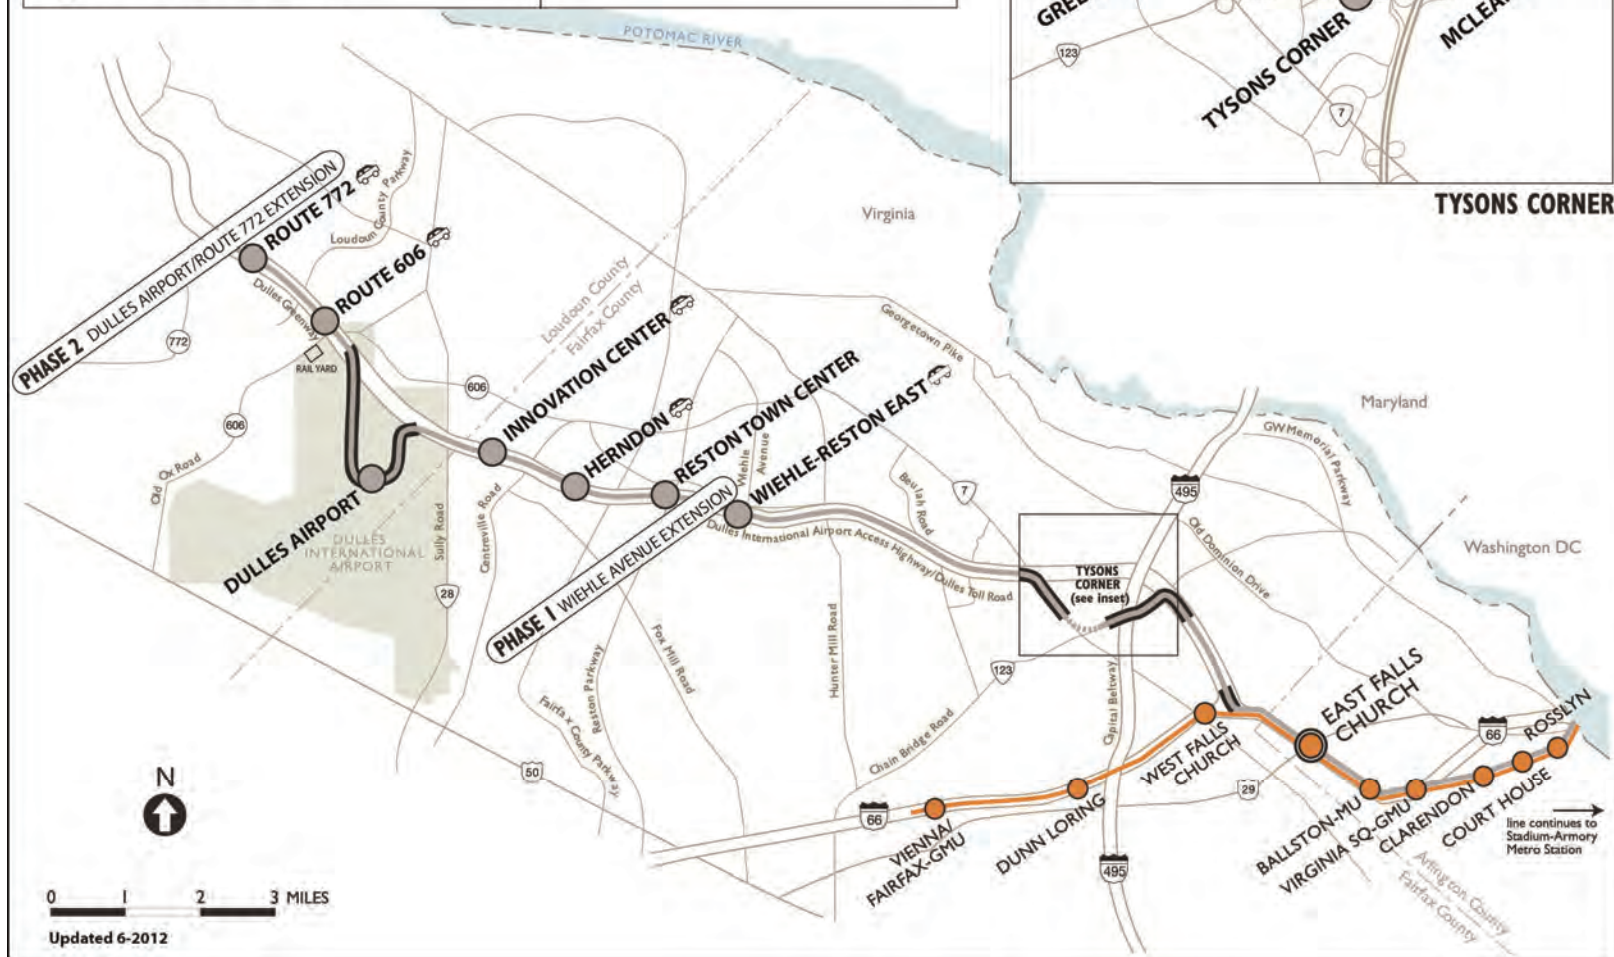 POTOMAC RIVER
123
TYSONS CORNER
7
TYSONS CORNER
Virginia
PHASE 2 DULLES AIRPORT/ROUTE 772 EXTENSION
ROUTE 772
Loudoun County Parkway
ROUTE 606
Dulles Greenway
772
RAIL YARD
606
606
Old Ox Road
Loudoun County
Fairfax County
INNOVATION CENTER
HERNDON
RESTON TOWN CENTER
WIEHLE-RESTON EAST
Wiehle
Avenue
DULLES AIRPORT
DULLES
INTERNATIONAL
AIRPORT
Sully Road
28
Centreville Road
PHASE 1 WIEHLE AVENUE EXTENSION
Dulles International Airport Access Highway/Dulles Toll Road
Georgetown Pike
Beulah Road
7
Maryland
GW Memorial Parkway
495
Old Dominion Drive
Washington DC
TYSONS
CORNER
(see inset)
Fox Mill Road
Reston Parkway
Fairfax County Parkway
Hunter Mill Road
123
Chain Bridge Road
Capital Beltway
50
66
VIENNA/
FAIRFAX-GMU
DUNN LORING
WEST FALLS
CHURCH
29
EAST FALLS
CHURCH
66
ROSSLYN
BALLSTON-MU
VIRGINIA SQ-GMU
CLARENDON
COURT HOUSE
line continues to
Stadium-Armory
Metro Station
495
Arlington County
Fairfax County
N
0 1 2 3 MILES
Updated 6-2012